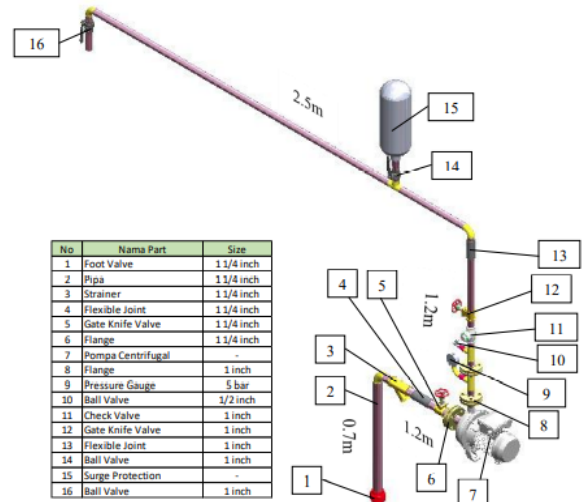 16
2.5m
15
14
13
12
11
10
9
8
7
6
5
4
3
2
1
1.2m
0.7m
1.2m
No Nama Part Size
1 Foot Valve 1 1/4 inch
2 Pipa 1 1/4 inch
3 Strainer 1 1/4 inch
4 Flexible Joint 1 1/4 inch
5 Gate Knife Valve 1 1/4 inch
6 Flange 1 1/4 inch
7 Pompa Centrifugal -
8 Flange 1 inch
9 Pressure Gauge 5 bar
10 Ball Valve 1/2 inch
11 Check Valve 1 inch
12 Gate Knife Valve 1 inch
13 Flexible Joint 1 inch
14 Ball Valve 1 inch
15 Surge Protection -
16 Ball Valve 1 inch